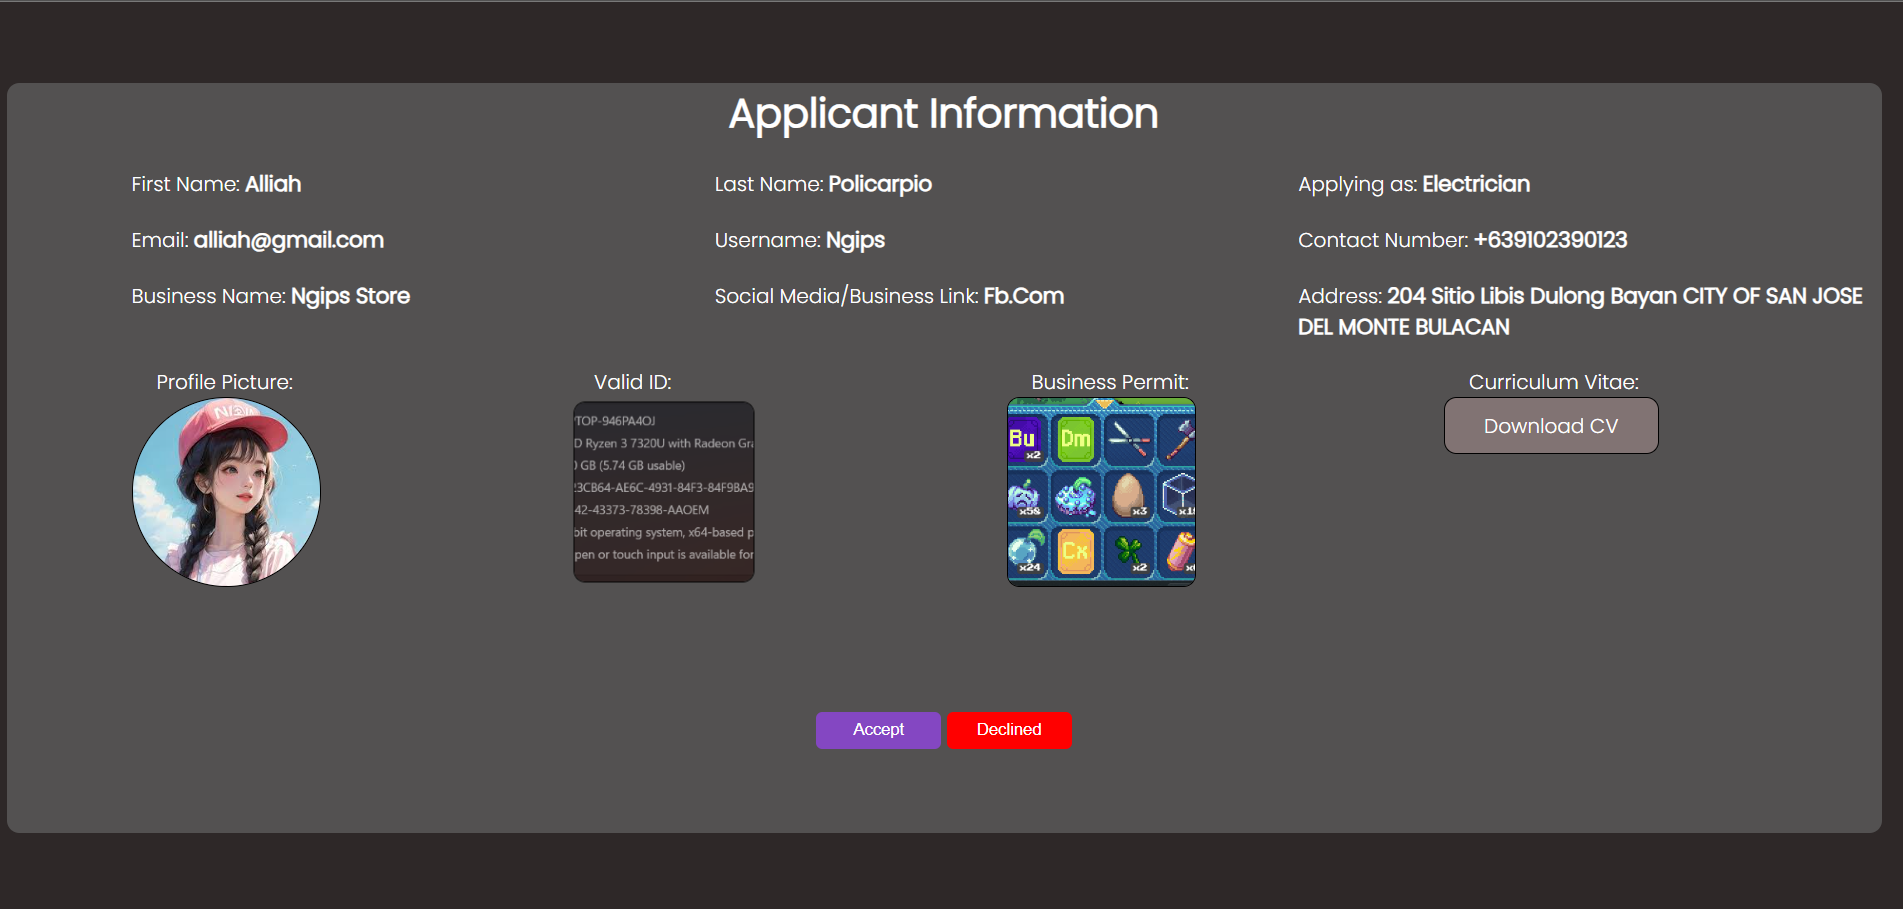 Applicant Information
First Name: Alliah
Last Name: Policarpio
Applying as: Electrician
Email: alliah@gmail.com
Username: Ngips
Contact Number: +639102390123
Business Name: Ngips Store
Social Media/Business Link: Fb.Com
Address: 204 Sitio Libis Dulong Bayan CITY OF SAN JOSE
DEL MONTE BULACAN
Profile Picture:
Valid ID:
Business Permit:
Curriculum Vitae:
TOP-946PA4OJ
D Ryzen 3 7320U with Radeon Gra
GB (5.74 GB usable)
23CB64-AE6C-4931-84F3-84F9BA9
42-43373-78398-AAOEM
bit operating system, x64-based p
pen or touch input is available for
Bu
x2
Dm
x58
x3
x24
Cx
x2
Download CV
Accept
Declined